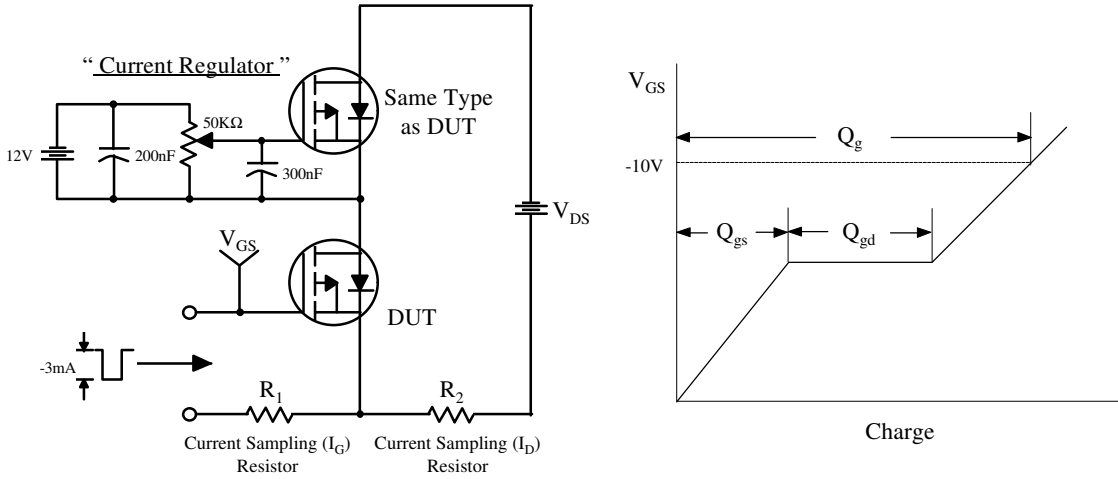 “ Current Regulator ”
Same Type
as DUT
50KΩ
12V
200nF
300nF
V_GS
V_DS
DUT
-3mA
R_1
R_2
Current Sampling (I_G)
Resistor
Current Sampling (I_D)
Resistor
V_GS
Q_g
-10V
Q_gs
Q_gd
Charge